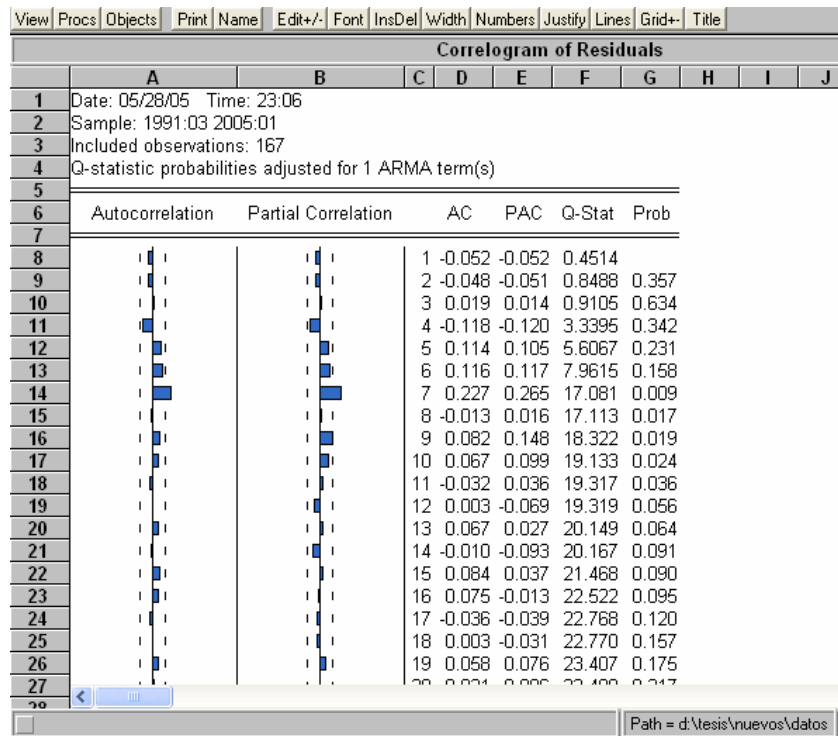 View Procs Objects Print Name Edit+/- Font InsDel Width Numbers Justify Lines Grid+- Title
Correlogram of Residuals
A B C D E F G H I J
1 Date: 05/28/05 Time: 23:06
2 Sample: 1991:03 2005:01
3 Included observations: 167
4 Q-statistic probabilities adjusted for 1 ARMA term(s)
5
6 Autocorrelation Partial Correlation AC PAC Q-Stat Prob
7
8 1 -0.052 -0.052 0.4514
9 2 -0.048 -0.051 0.8488 0.357
10 3 0.019 0.014 0.9105 0.634
11 4 -0.118 -0.120 3.3395 0.342
12 5 0.114 0.105 5.6067 0.231
13 6 0.116 0.117 7.9615 0.158
14 7 0.227 0.265 17.081 0.009
15 8 -0.013 0.016 17.113 0.017
16 9 0.082 0.148 18.322 0.019
17 10 0.067 0.099 19.133 0.024
18 11 -0.032 0.036 19.317 0.036
19 12 0.003 -0.069 19.319 0.056
20 13 0.067 0.027 20.149 0.064
21 14 -0.010 -0.093 20.167 0.091
22 15 0.084 0.037 21.468 0.090
23 16 0.075 -0.013 22.522 0.095
24 17 -0.036 -0.039 22.768 0.120
25 18 0.003 -0.031 22.770 0.157
26 19 0.058 0.076 23.407 0.175
27
Path = d:\tesis\nuevos\datos